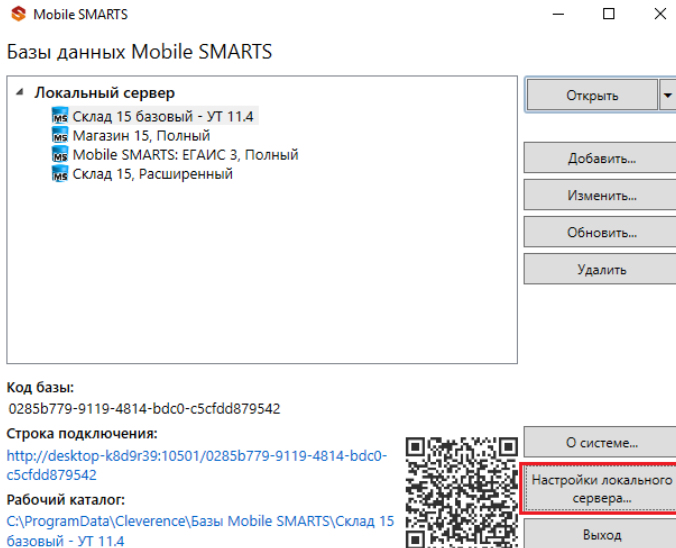 Mobile SMARTS
Базы данных Mobile SMARTS
Локальный сервер
Склад 15 базовый - УТ 11.4
Магазин 15, Полный
Mobile SMARTS: ЕГАИС 3, Полный
Склад 15, Расширенный
Открыть
Добавить...
Изменить...
Обновить...
Удалить
Код базы:
0285b779-9119-4814-bdc0-c5cfdd879542
Строка подключения:
http://desktop-k8d9r39:10501/0285b779-9119-4814-bdc0-
c5cfdd879542
Рабочий каталог:
C:\ProgramData\Cleverence\Базы Mobile SMARTS\Склад 15
базовый - УТ 11.4
О системе...
Настройки локального
сервера...
Выход